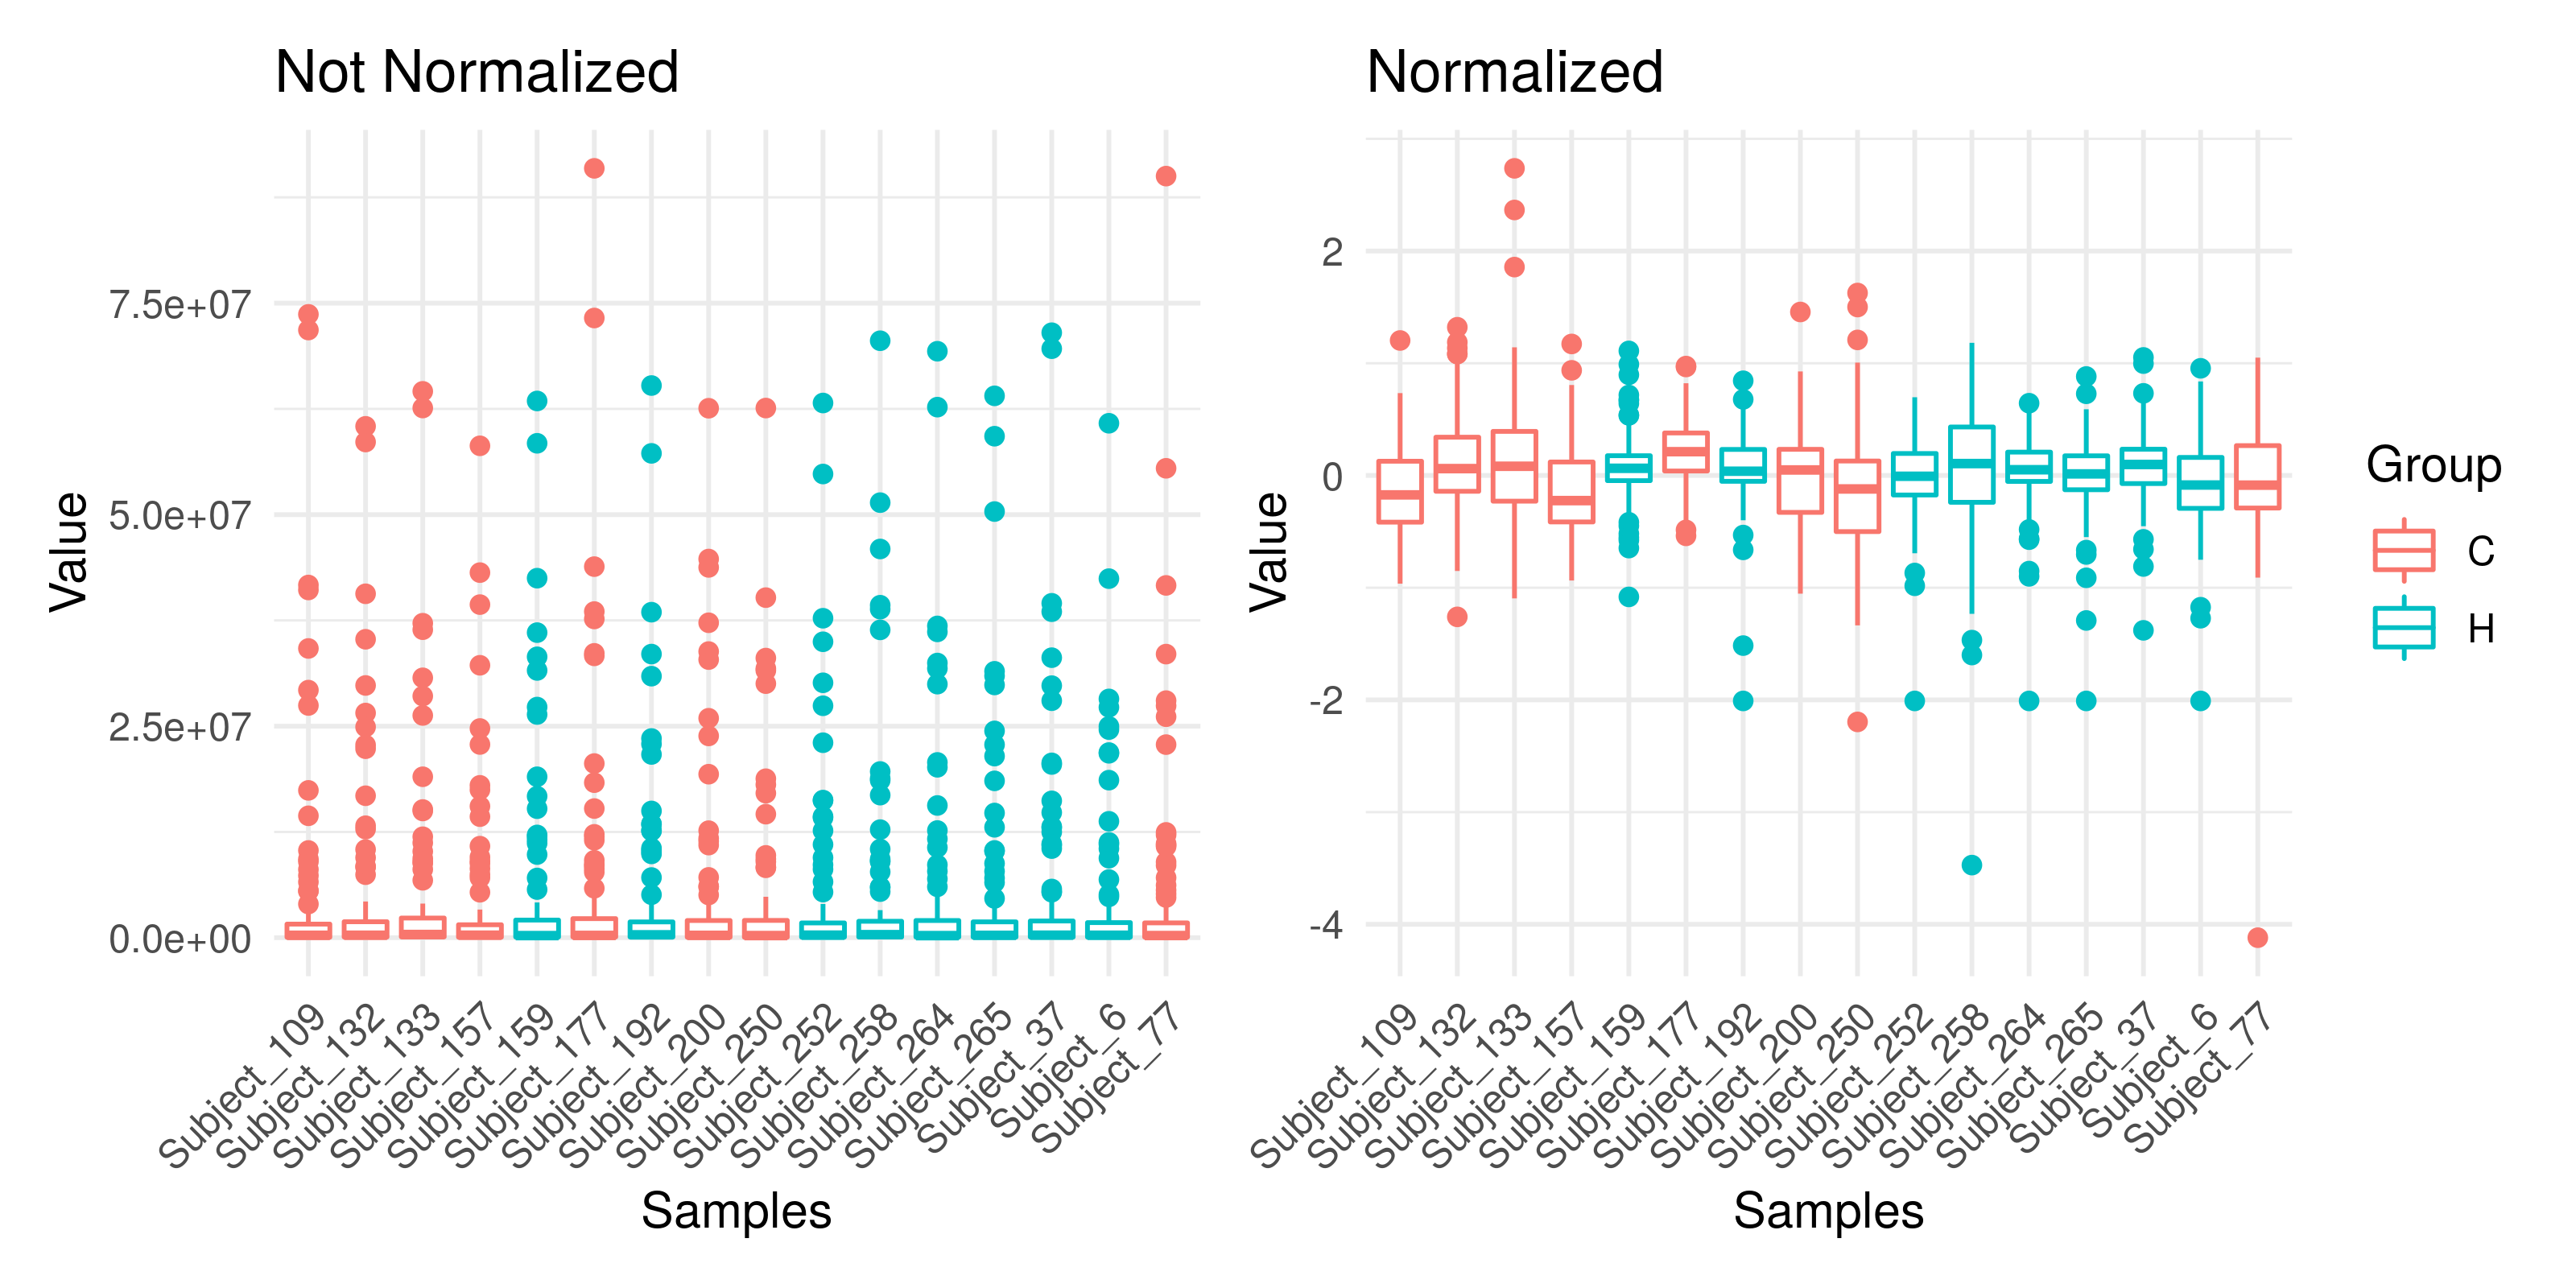 Not Normalized
Value
7.5e+07
5.0e+07
2.5e+07
0.0e+00
Subject_109
Subject_132
Subject_133
Subject_157
Subject_159
Subject_177
Subject_192
Subject_200
Subject_250
Subject_252
Subject_258
Subject_264
Subject_265
Subject_37
Subject_6
Subject_77
Samples
Normalized
Value
2
0
-2
-4
Subject_109
Subject_132
Subject_133
Subject_157
Subject_159
Subject_177
Subject_192
Subject_200
Subject_250
Subject_252
Subject_258
Subject_264
Subject_265
Subject_37
Subject_6
Subject_77
Samples
Group
C
H